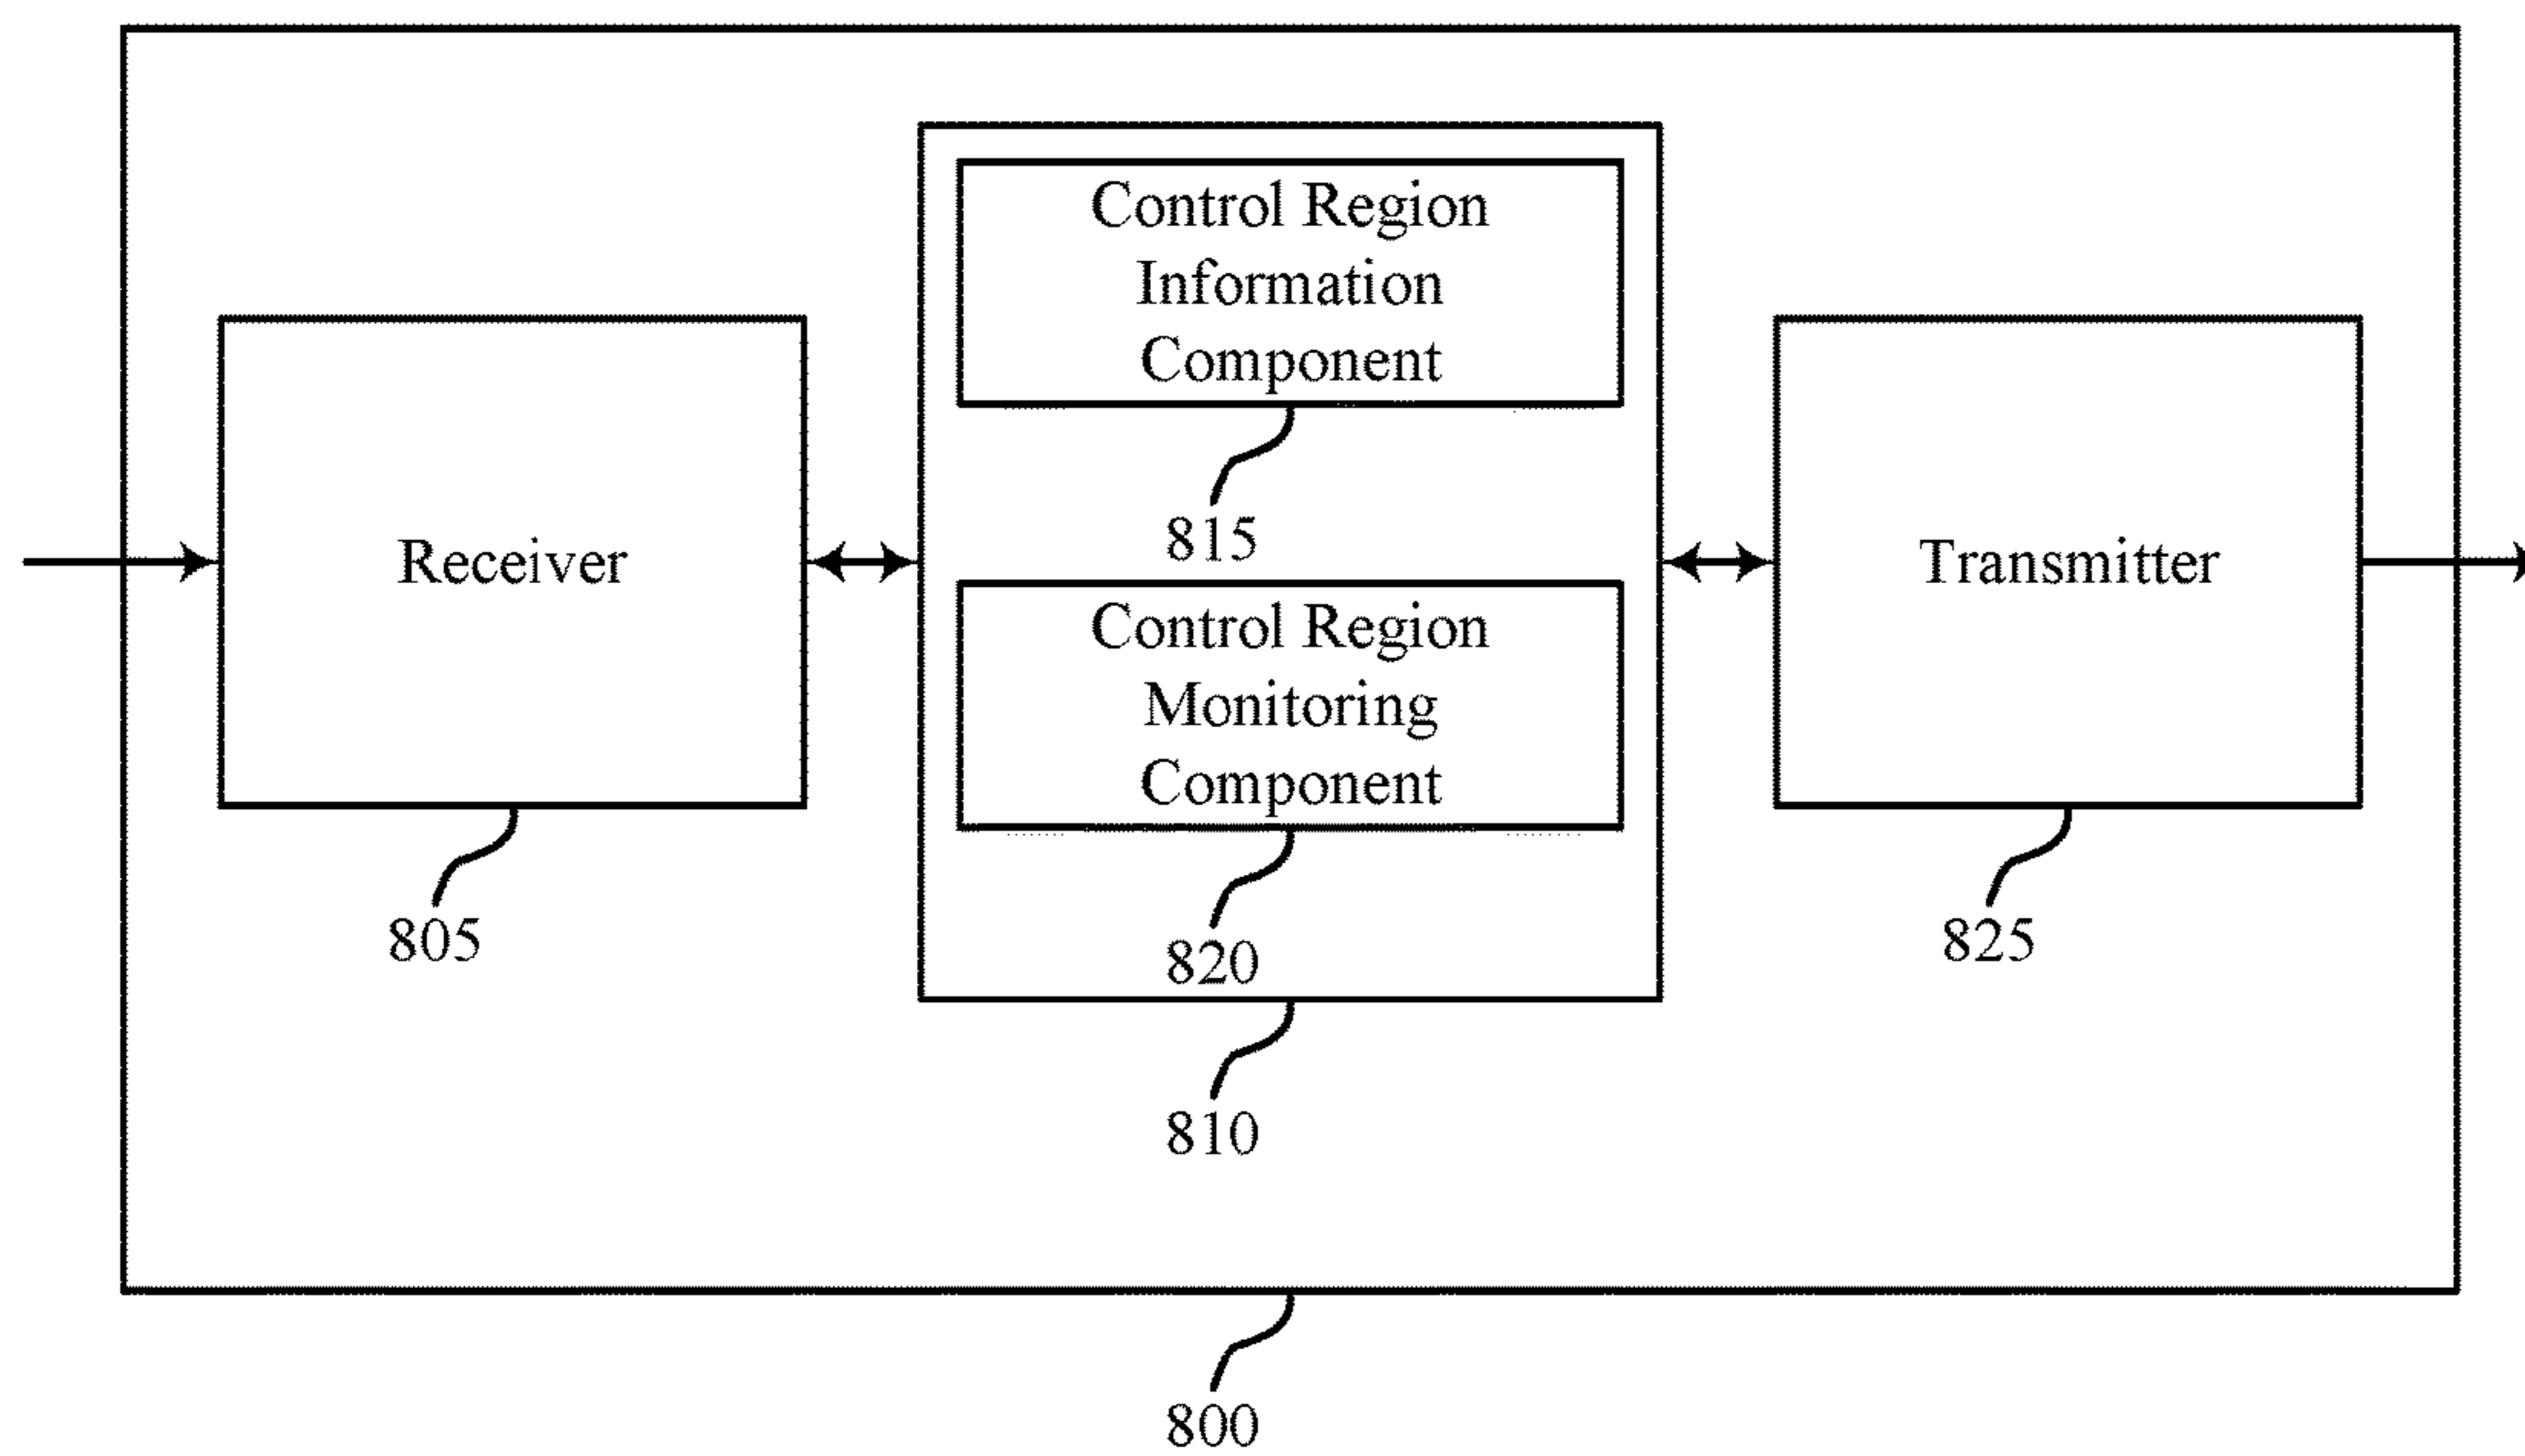 Control Region
Information
Component
815
Receiver
Transmitter
Control Region
Monitoring
Component
805
820
825
810
800